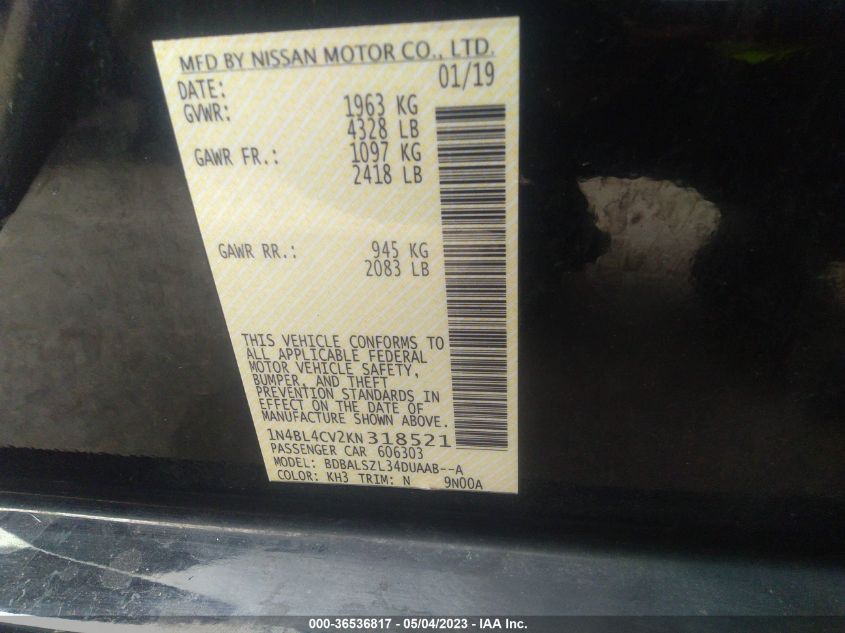 MFD BY NISSAN MOTOR CO., LTD.
DATE: 01/19
GVWR: 1963 KG
4328 LB
GAWR FR.: 1097 KG
2418 LB
GAWR RR.: 945 KG
2083 LB
THIS VEHICLE CONFORMS TO
ALL APPLICABLE FEDERAL
MOTOR VEHICLE SAFETY,
BUMPER, AND THEFT
PREVENTION STANDARDS IN
EFFECT ON THE DATE OF
MANUFACTURE SHOWN ABOVE.
1N4BL4CV2KN318521
PASSENGER CAR 606303
MODEL: BDBALSZL34DUAAB--A
COLOR: KH3 TRIM: N 9N00A
000-36536817 - 05/04/2023 - IAA Inc.